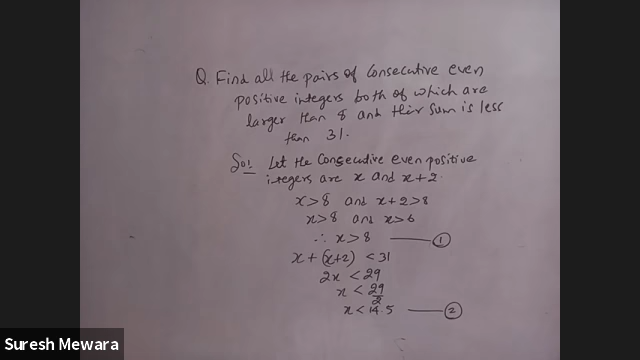 Q. Find all the pairs of Consecutive even
positive integers both of which are
larger than 8 and their sum is less
than 31.
Sol Let the Consecutive even positive
integers are x and x+2.
x>8 and x+2>8
x>8 and x>6
∴ x>8 —— ①
x+(x+2) <31
2x <29
x < 29/2
x<14.5 —— ②
Suresh Mewara